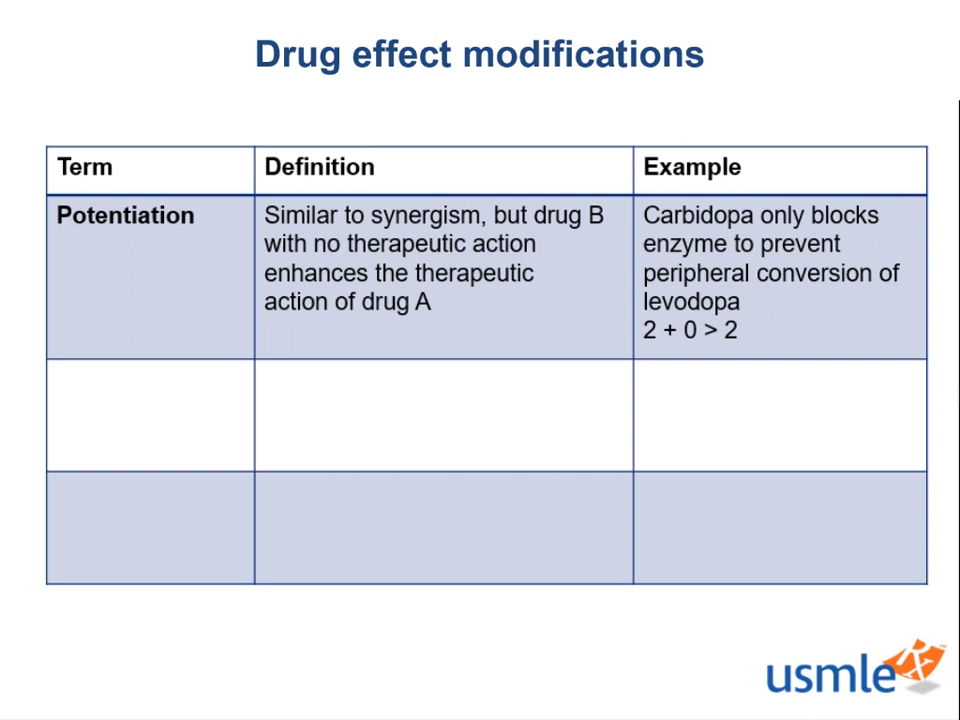 Drug effect modifications
Term
Definition
Example
Potentiation
Similar to synergism, but drug B
with no therapeutic action
enhances the therapeutic
action of drug A
Carbidopa only blocks
enzyme to prevent
peripheral conversion of
levodopa
2 + 0 > 2
usmle Rx